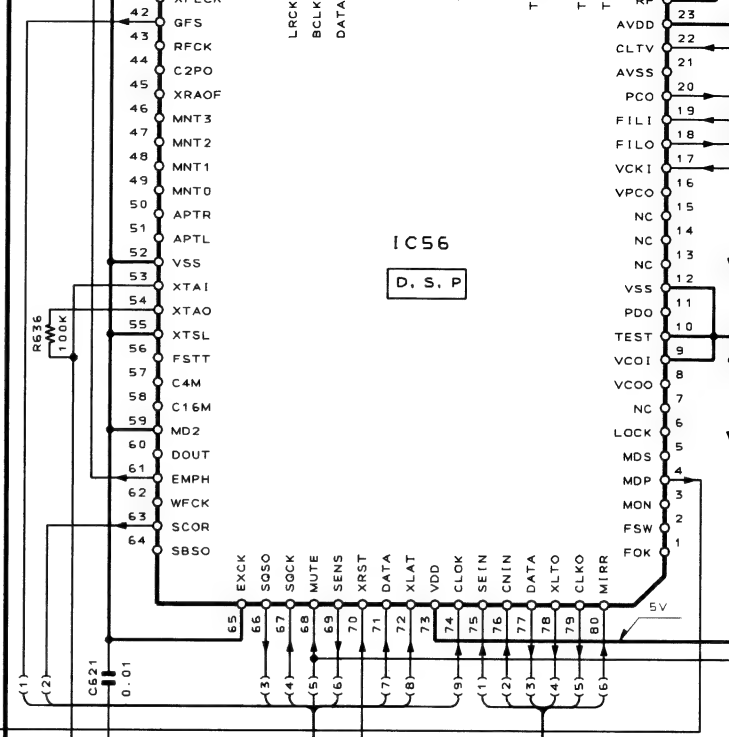 LRCK
BCLK
DATA
42
GFS
43
RFCK
44
C2PO
45
XRAOF
46
MNT3
47
MNT2
48
MNT1
49
MNT0
50
APTR
51
APTL
52
VSS
53
XTAI
54
XTAO
55
XTSL
56
FSTT
57
C4M
58
C16M
59
MD2
60
DOUT
61
EMPH
62
WFCK
63
SCOR
64
SBSO
R636
100K
IC56
D. S. P
AVDD
23
CLTV
22
AVSS
21
PCO
20
FILI
19
FILO
18
VCKI
17
VPCO
16
NC
15
NC
14
NC
13
VSS
12
PDO
11
TEST
10
VCOI
9
VCOO
8
NC
7
LOCK
6
MDS
5
MDP
4
MON
3
FSW
2
FOK
1
EXCK
SQSO
SQCK
MUTE
SENS
XRST
DATA
XLAT
VDD
CLOK
SEIN
CNIN
DATA
XLTO
CLKO
MIRR
65
66
67
68
69
70
71
72
73
74
75
76
77
78
79
80
5V
C621
0.01
(1)
(2)
(3)
(4)
(5)
(6)
(7)
(8)
(9)
(1)
(2)
(3)
(4)
(5)
(6)